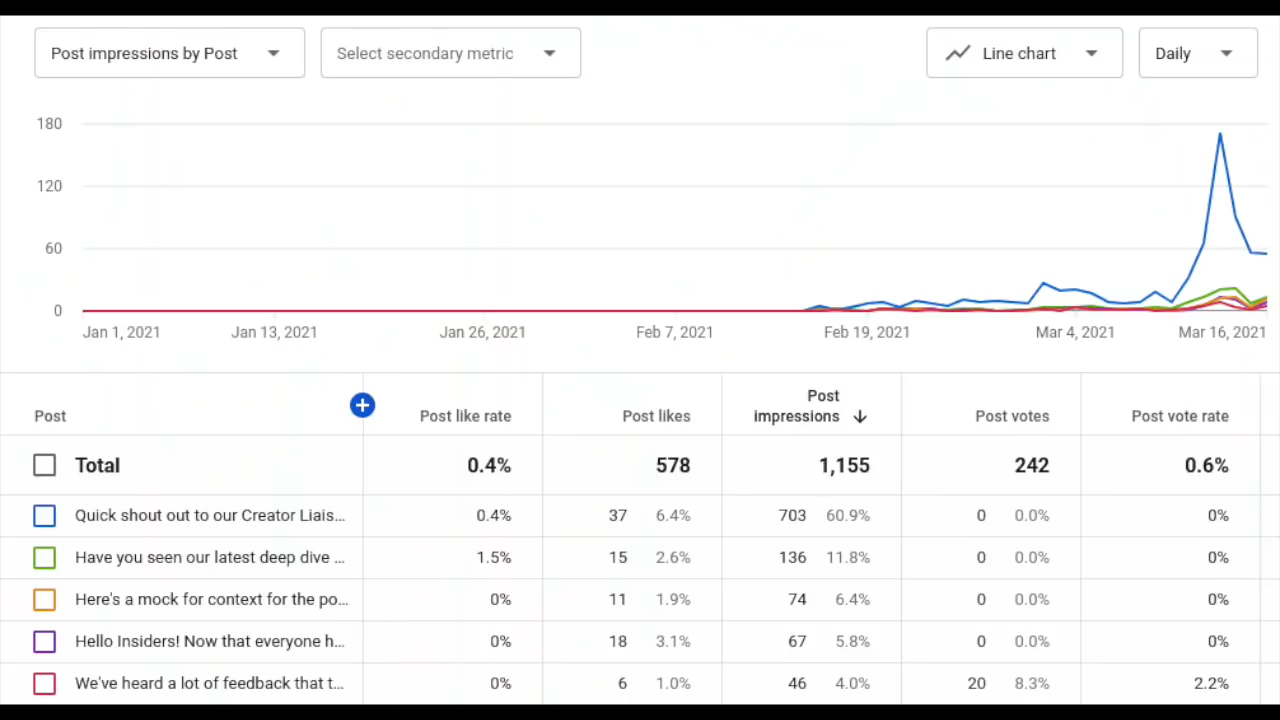 Post impressions by Post Select secondary metric Line chart Daily
180
120
60
0
Jan 1, 2021 Jan 13, 2021 Jan 26, 2021 Feb 7, 2021 Feb 19, 2021 Mar 4, 2021 Mar 16, 2021
Post Post like rate Post likes Post impressions Post votes Post vote rate
Total 0.4% 578 1,155 242 0.6%
Quick shout out to our Creator Liais... 0.4% 37 6.4% 703 60.9% 0 0.0% 0%
Have you seen our latest deep dive ... 1.5% 15 2.6% 136 11.8% 0 0.0% 0%
Here's a mock for context for the po... 0% 11 1.9% 74 6.4% 0 0.0% 0%
Hello Insiders! Now that everyone h... 0% 18 3.1% 67 5.8% 0 0.0% 0%
We've heard a lot of feedback that t... 0% 6 1.0% 46 4.0% 20 8.3% 2.2%